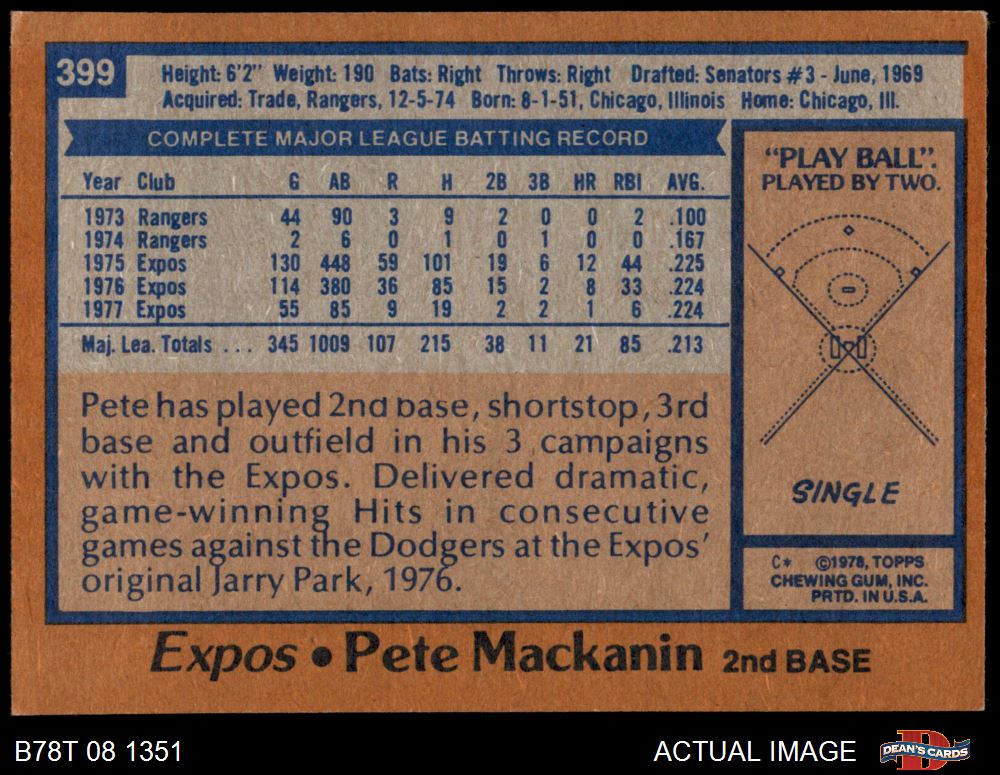 399
Height: 6'2" Weight: 190 Bats: Right Throws: Right Drafted: Senators #3 - June, 1969
Acquired: Trade, Rangers, 12-5-74 Born: 8-1-51, Chicago, Illinois Home: Chicago, Ill.
COMPLETE MAJOR LEAGUE BATTING RECORD
Year Club G AB R H 2B 3B HR RBI AVG.
1973 Rangers 44 90 3 9 2 0 0 2 .100
1974 Rangers 2 6 0 1 0 1 0 0 .167
1975 Expos 130 448 59 101 19 6 12 44 .225
1976 Expos 114 380 36 85 15 2 8 33 .224
1977 Expos 55 85 9 19 2 2 1 6 .224
Maj. Lea. Totals ... 345 1009 107 215 38 11 21 85 .213
Pete has played 2nd base, shortstop, 3rd
base and outfield in his 3 campaigns
with the Expos. Delivered dramatic,
game-winning Hits in consecutive
games against the Dodgers at the Expos'
original Jarry Park, 1976.
"PLAY BALL".
PLAYED BY TWO.
SINGLE
C* ©1978, TOPPS
CHEWING GUM, INC.
PRTD. IN U.S.A.
Expos • Pete Mackanin 2nd BASE
B78T 08 1351
ACTUAL IMAGE
DEAN'S CARDS